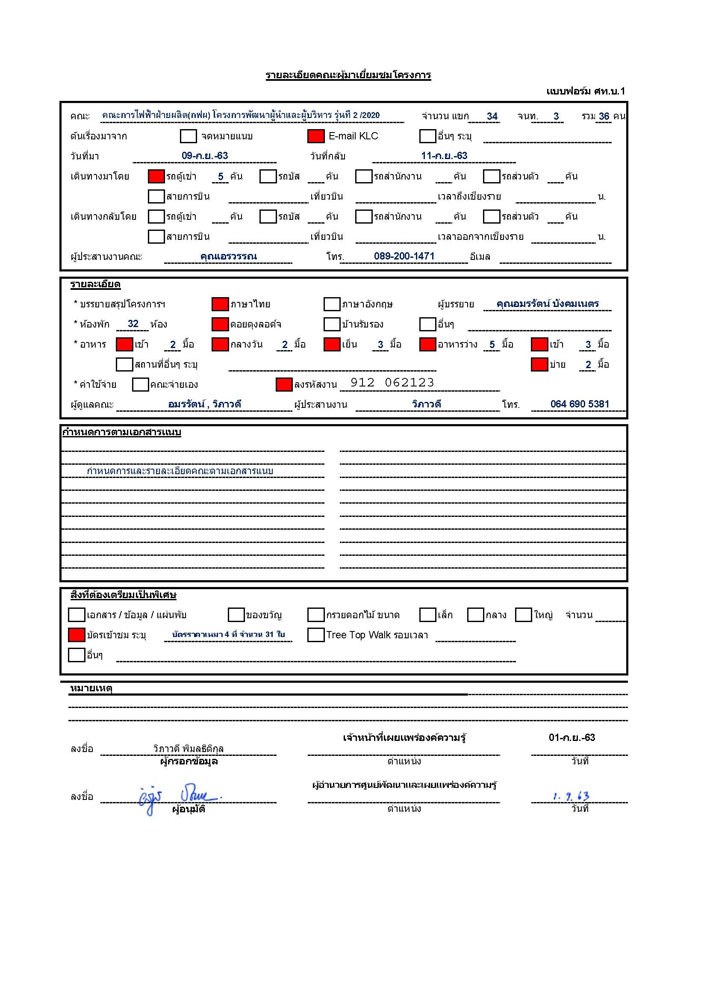 รายละเอียดคณะผู้มาเยี่ยมชมโครงการ
แบบฟอร์ม ศท.บ.1
คณะ คณะการไฟฟ้าฝ่ายผลิต(กฟผ) โครงการพัฒนาผู้นำและผู้บริหาร รุ่นที่ 2 /2020 จำนวน แขก 34 จนท. 3 รวม 36 คน
ต้นเรื่องมาจาก จดหมายแนบ E-mail KLC อื่นๆ ระบุ
วันที่มา 09-ก.ย.-63 วันที่กลับ 11-ก.ย.-63
เดินทางมาโดย รถตู้เช่า 5 คัน รถบัส คัน รถสำนักงาน คัน รถส่วนตัว คัน
สายการบิน เที่ยวบิน เวลาถึงเชียงราย น.
เดินทางกลับโดย รถตู้เช่า คัน รถบัส คัน รถสำนักงาน คัน รถส่วนตัว คัน
สายการบิน เที่ยวบิน เวลาออกจากเชียงราย น.
ผู้ประสานงานคณะ คุณเอรวรรณ โทร. 089-200-1471 อีเมล
รายละเอียด
* บรรยายสรุปโครงการฯ ภาษาไทย ภาษาอังกฤษ ผู้บรรยาย คุณอมรรัตน์ บังคมเนตร
* ห้องพัก 32 ห้อง ดอยตุงลอด์จ บ้านรับรอง อื่นๆ
* อาหาร เช้า 2 มื้อ กลางวัน 2 มื้อ เย็น 3 มื้อ อาหารว่าง 5 มื้อ เช้า 3 มื้อ
สถานที่อื่นๆ ระบุ บ่าย 2 มื้อ
* ค่าใช้จ่าย คณะจ่ายเอง ลงรหัสงาน 912 062123
ผู้ดูแลคณะ อมรรัตน์ , วิภาวดี ผู้ประสานงาน วิภาวดี โทร. 064 690 5381
กำหนดการตามเอกสารแนบ
กำหนดการและรายละเอียดคณะตามเอกสารแนบ
สิ่งที่ต้องเตรียมเป็นพิเศษ
เอกสาร / ข้อมูล / แผ่นพับ ของขวัญ กรวยดอกไม้ ขนาด เล็ก กลาง ใหญ่ จำนวน
บัตรเข้าชม ระบุ บัตรราคาเหมา 4 ที่ จำนวน 31 ใบ Tree Top Walk รอบเวลา
อื่นๆ
หมายเหตุ
เจ้าหน้าที่เผยแพร่องค์ความรู้ 01-ก.ย.-63
ลงชื่อ วิภาวดี พิมลธิติกุล
ผู้กรอกข้อมูล ตำแหน่ง วันที่
ผู้อำนวยการศูนย์พัฒนาและเผยแพร่องค์ความรู้
ลงชื่อ 1. 9. 63
ผู้อนุมัติ ตำแหน่ง วันที่